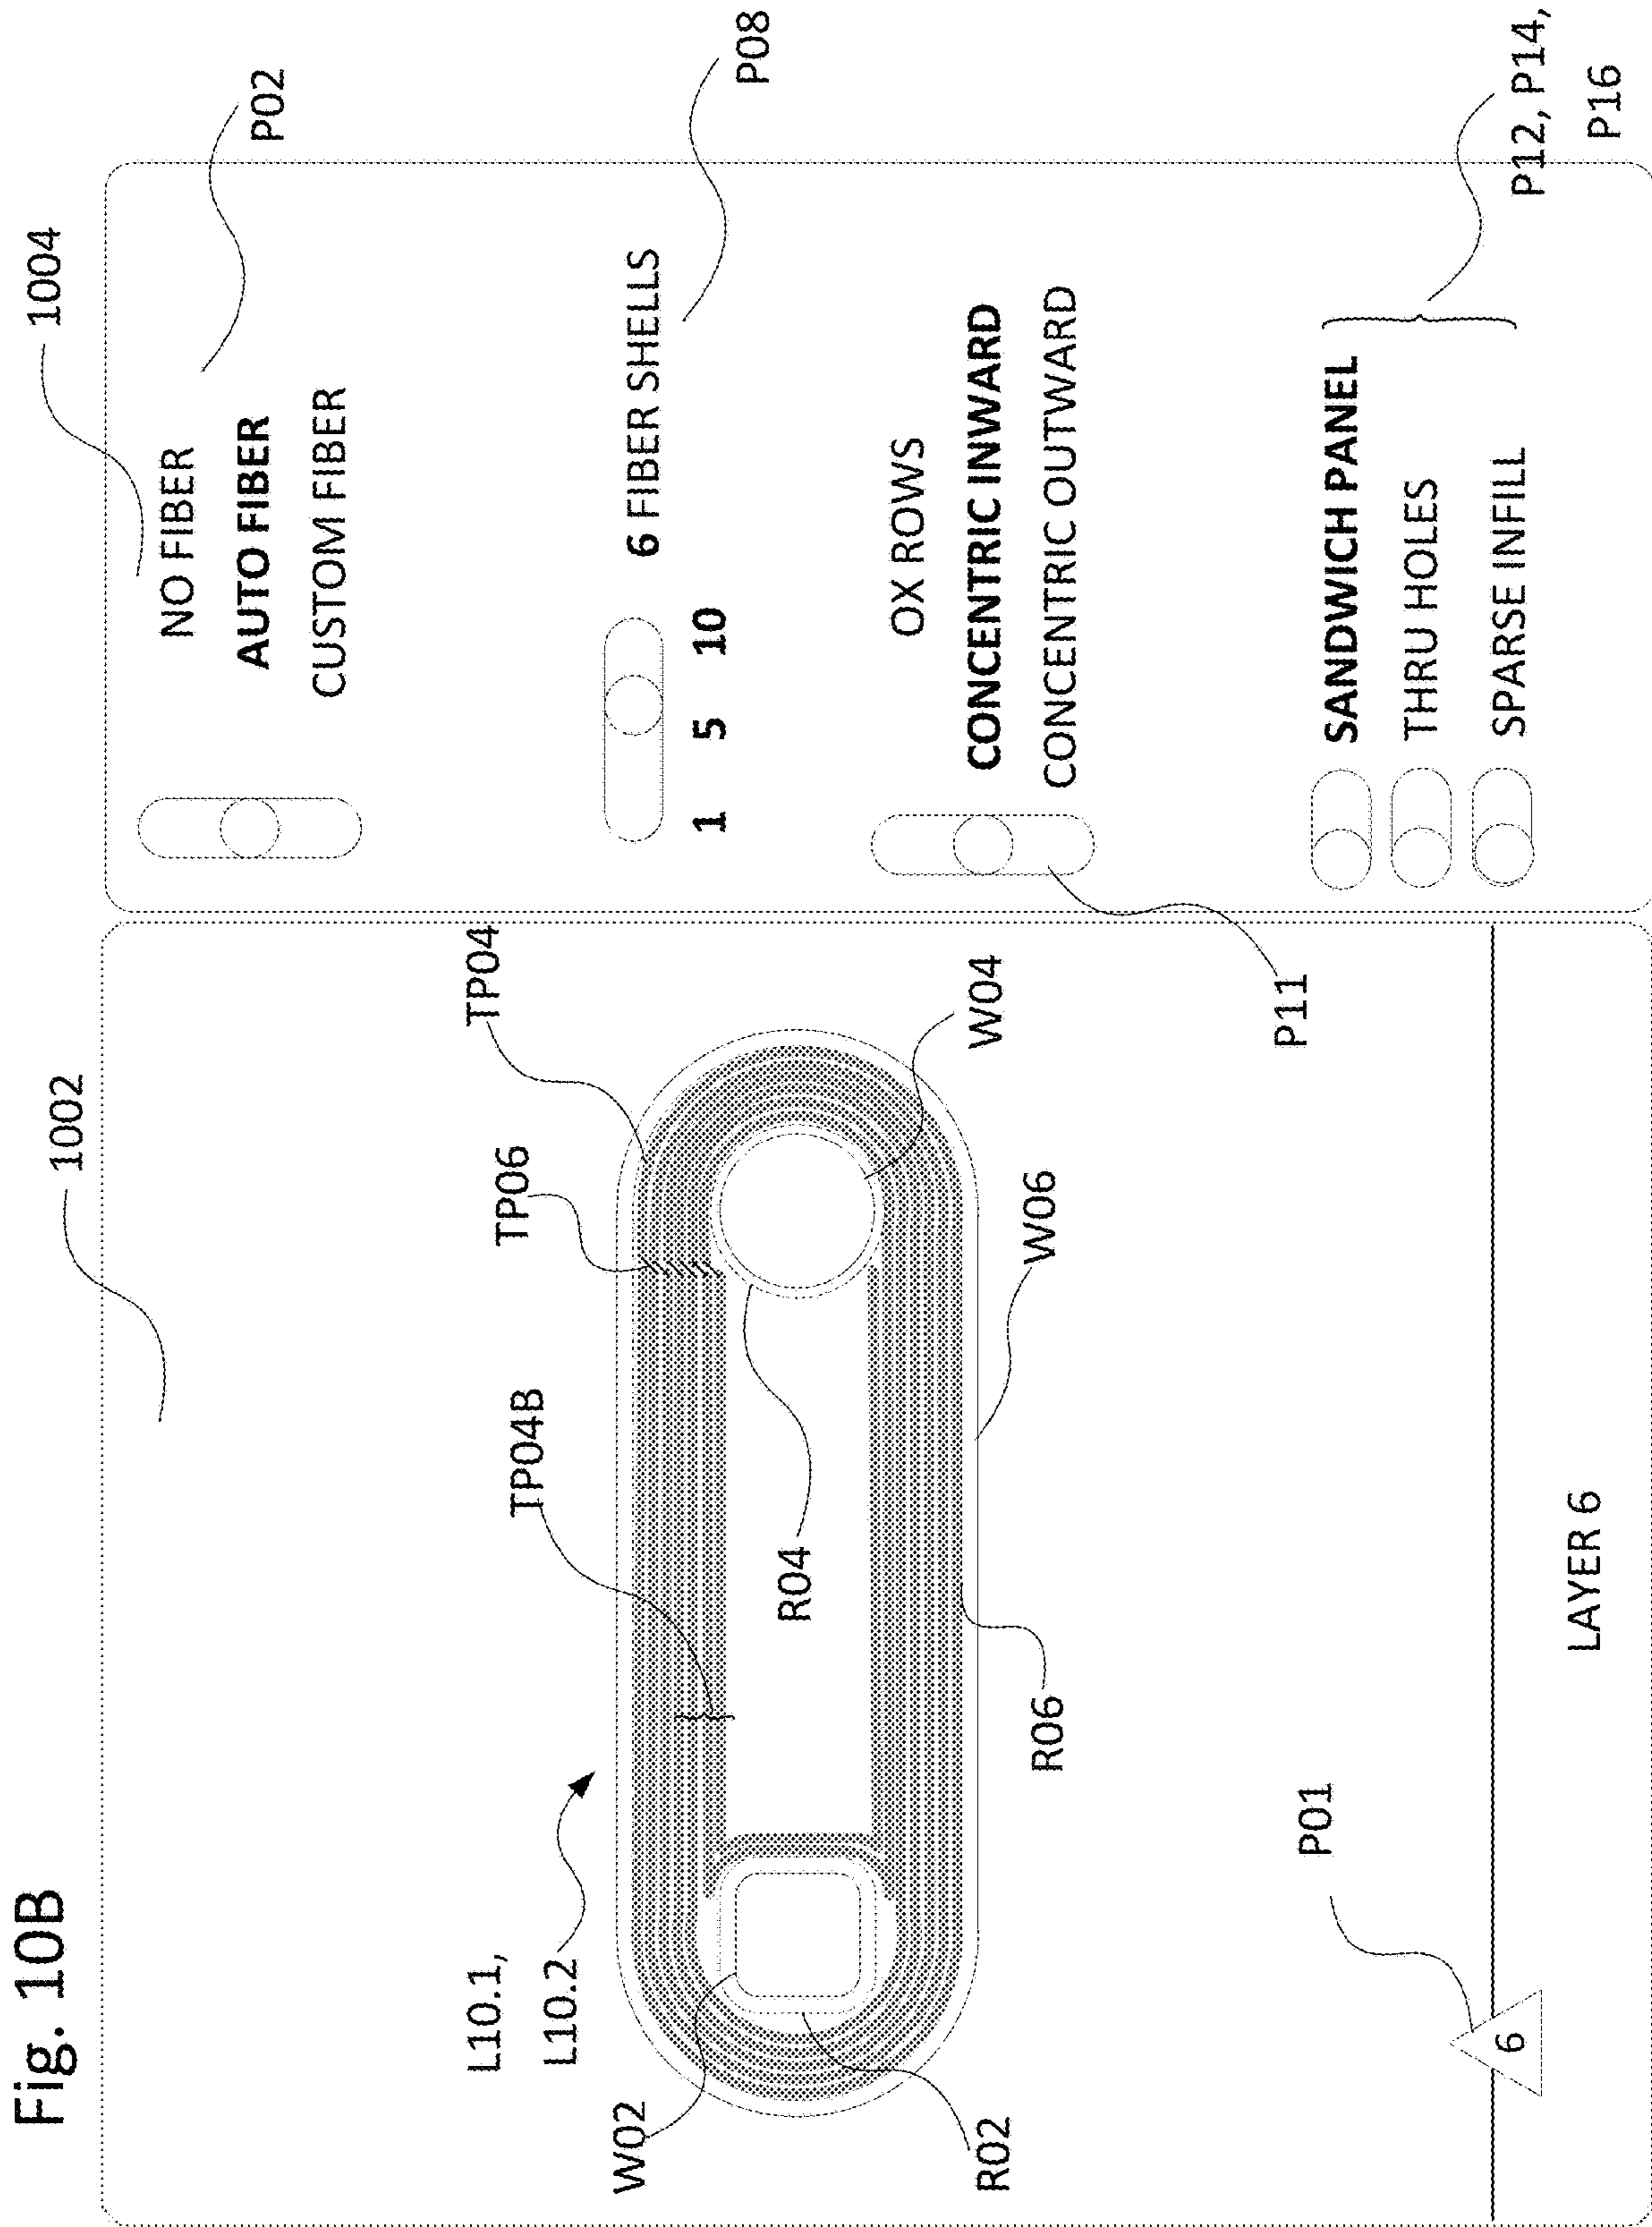 Fig. 10B
1002
1004
NO FIBER
AUTO FIBER
CUSTOM FIBER
P02
6 FIBER SHELLS
1 5 10
P08
OX ROWS
CONCENTRIC INWARD
CONCENTRIC OUTWARD
P11
SANDWICH PANEL
THRU HOLES
SPARSE INFILL
P12, P14,
P16
L10.1,
L10.2
TP04B
TP06
TP04
W02
R02
R04
W04
R06
W06
P01
6
LAYER 6